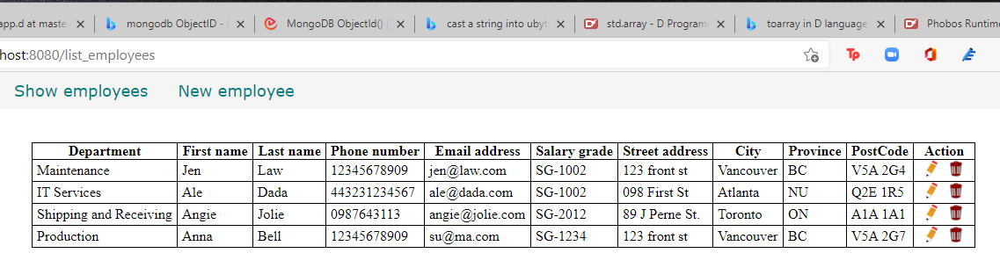 app.d at maste
mongodb ObjectID -
MongoDB ObjectId()
cast a string into uby
std.array - D Program
toarray in D language
Phobos Runtime
host:8080/list_employees
Show employees New employee
Department First name Last name Phone number Email address Salary grade Street address City Province PostCode Action
Maintenance Jen Law 12345678909 jen@law.com SG-1002 123 front st Vancouver BC V5A 2G4
IT Services Ale Dada 443231234567 ale@dada.com SG-1002 098 First St Atlanta NU Q2E 1R5
Shipping and Receiving Angie Jolie 0987643113 angie@jolie.com SG-2012 89 J Perne St. Toronto ON A1A 1A1
Production Anna Bell 12345678909 su@ma.com SG-1234 123 front st Vancouver BC V5A 2G7